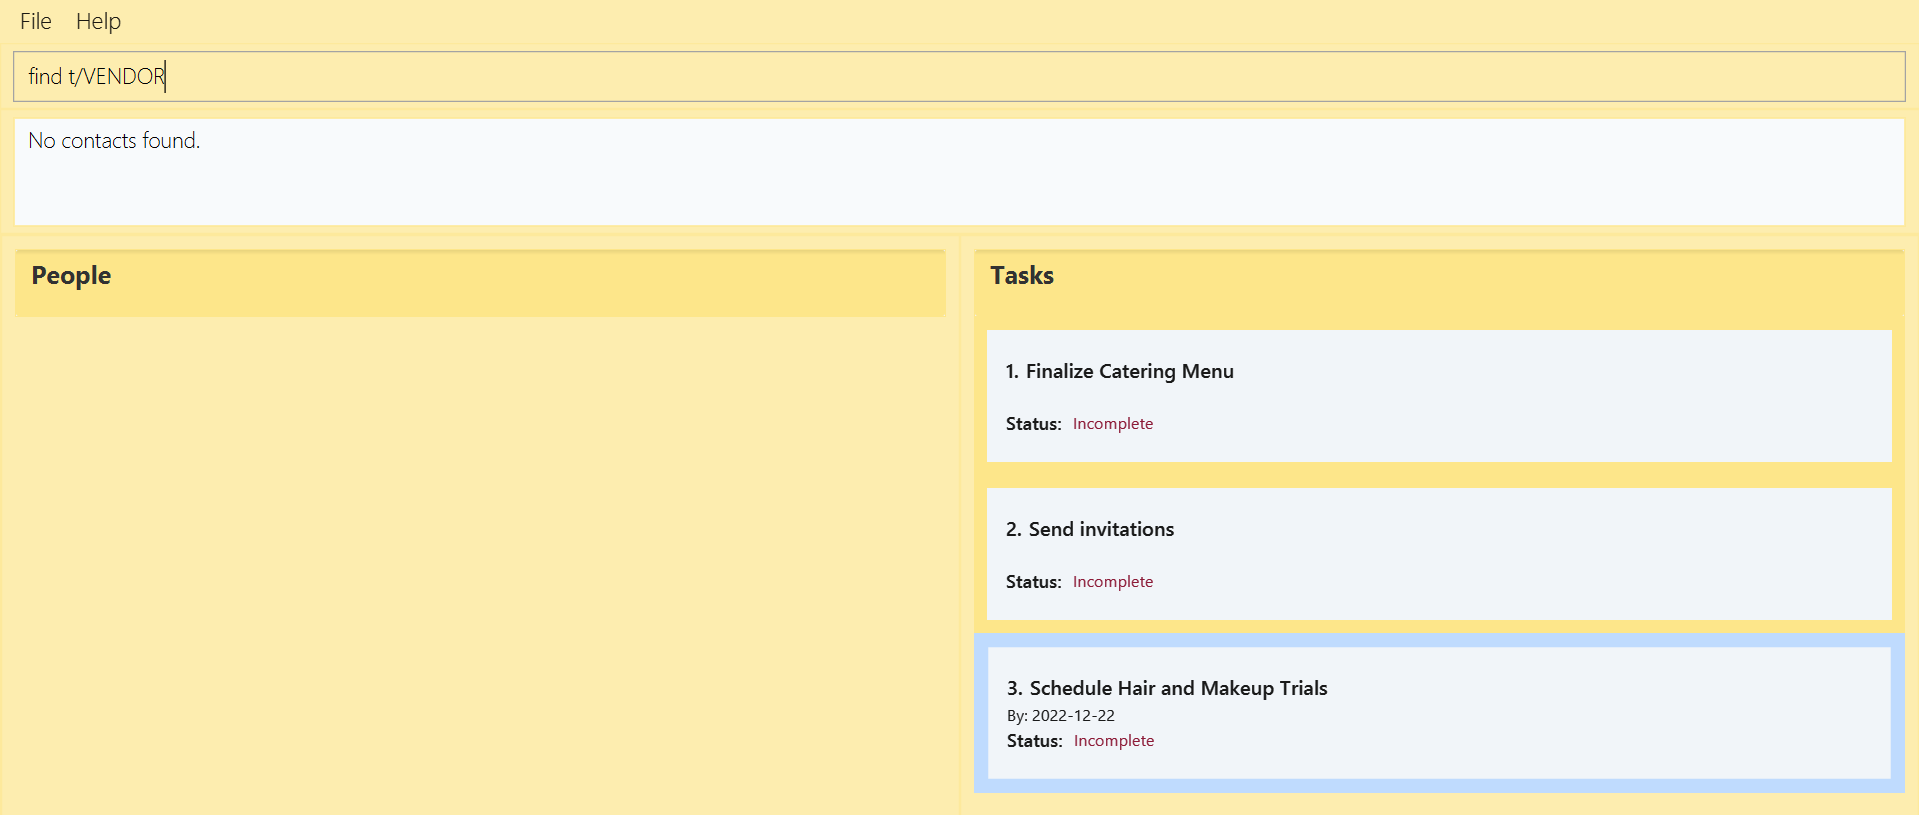 File Help
find t/VENDOR
No contacts found.
People
Tasks
1. Finalize Catering Menu
Status: Incomplete
2. Send invitations
Status: Incomplete
3. Schedule Hair and Makeup Trials
By: 2022-12-22
Status: Incomplete